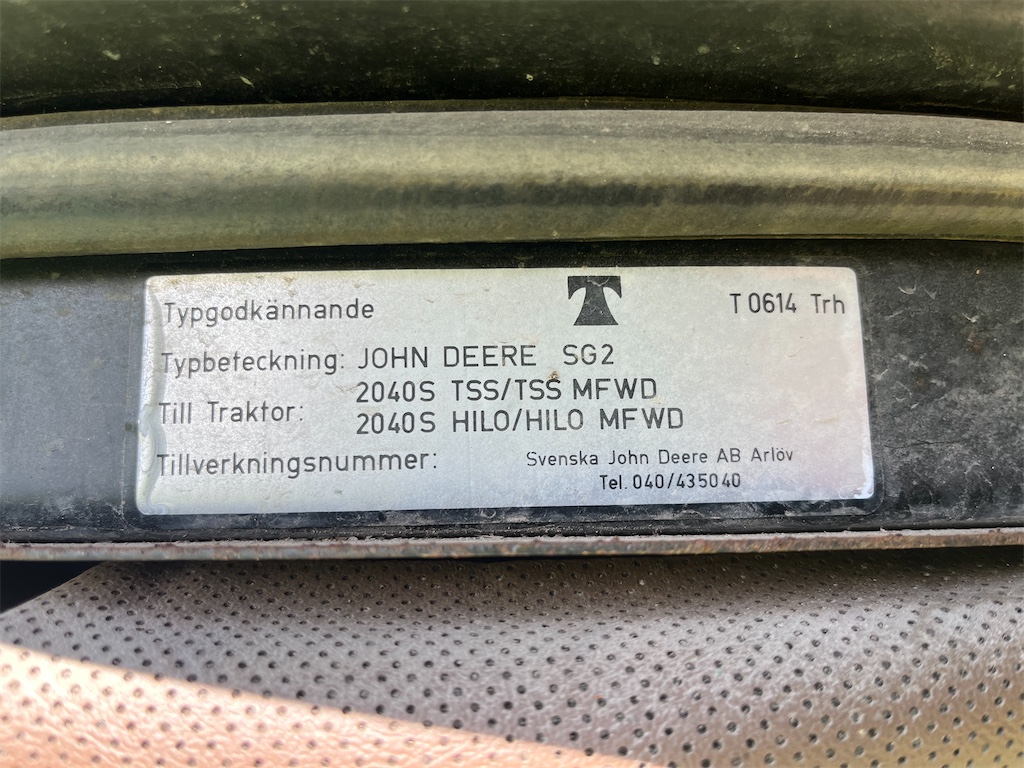 Typgodkännande T 0614 Trh
Typbeteckning: JOHN DEERE SG2
2040S TSS/TSS MFWD
Till Traktor:
2040S HILO/HILO MFWD
Tillverkningsnummer: Svenska John Deere AB Arlöv
Tel. 040/435040